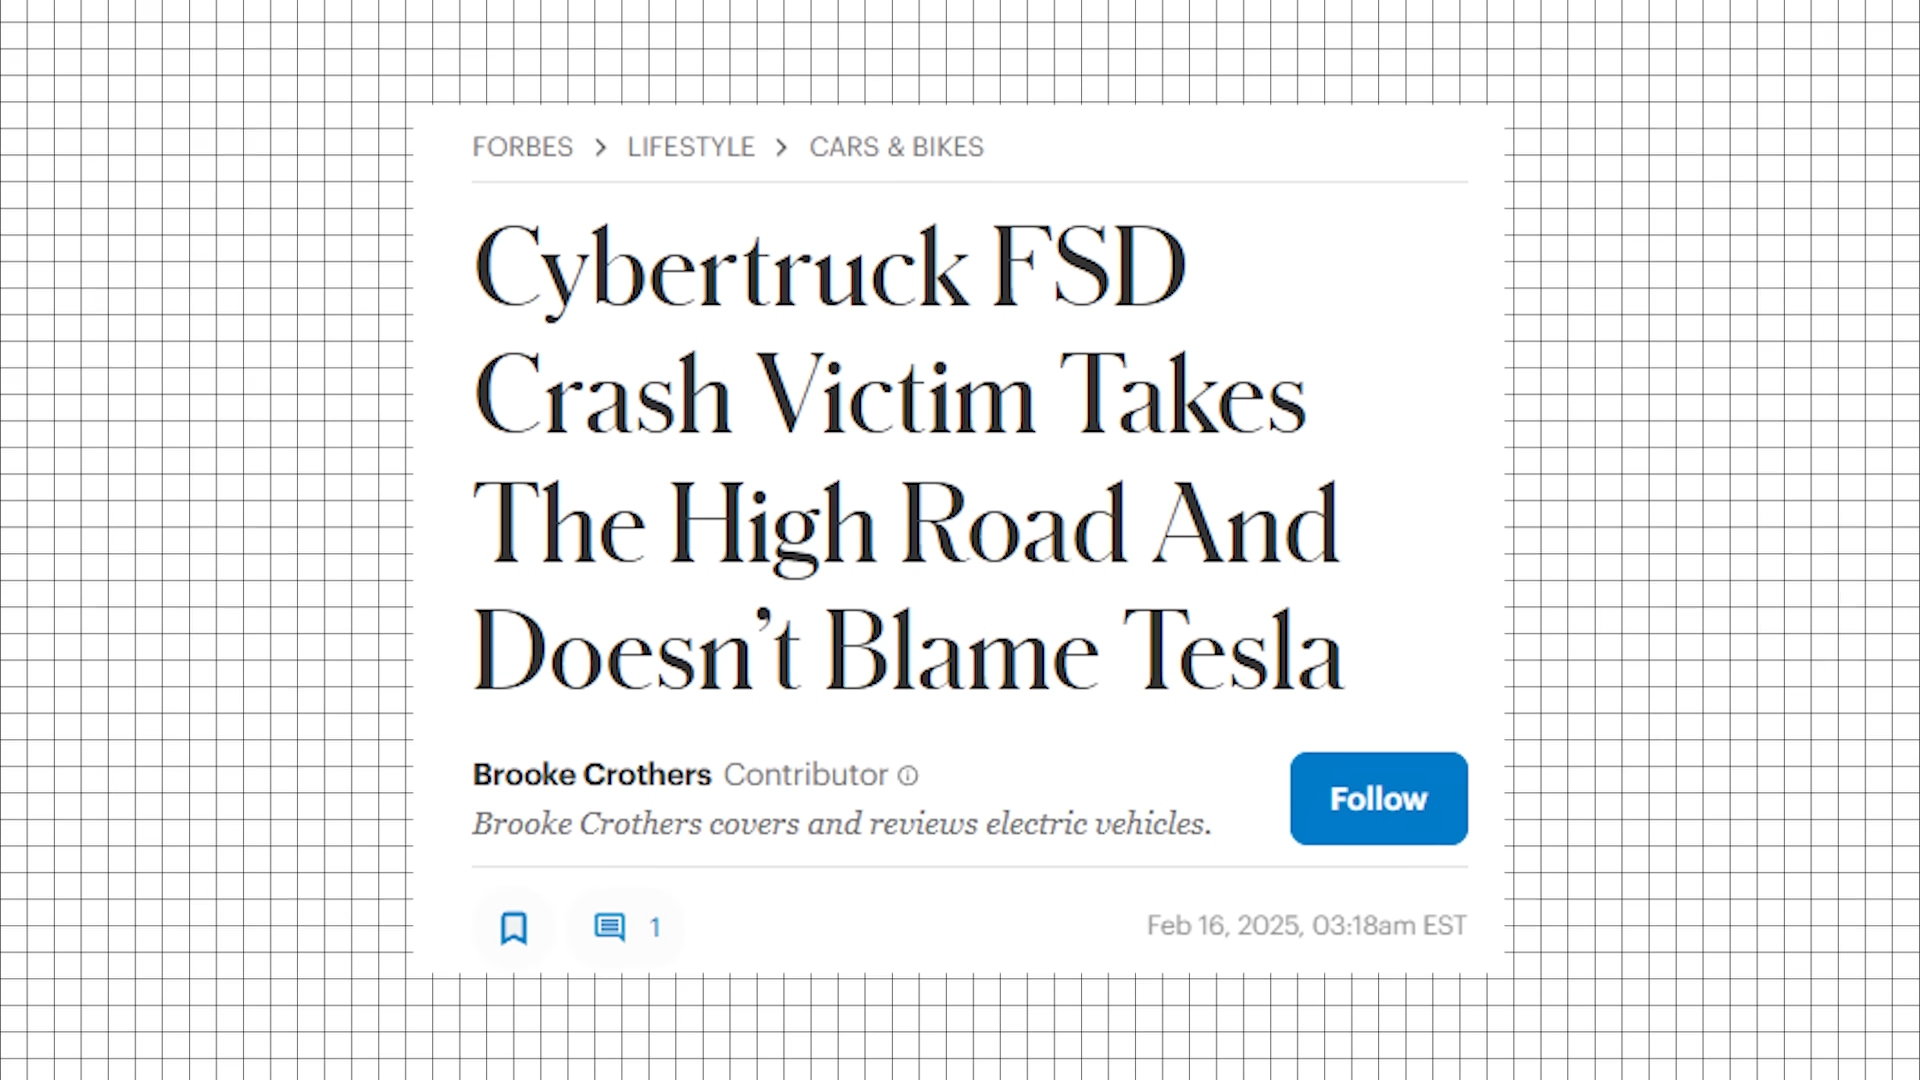 FORBES > LIFESTYLE > CARS & BIKES
Cybertruck FSD
Crash Victim Takes
The High Road And
Doesn’t Blame Tesla
Brooke Crothers Contributor
Brooke Crothers covers and reviews electric vehicles.
Follow
1
Feb 16, 2025, 03:18am EST